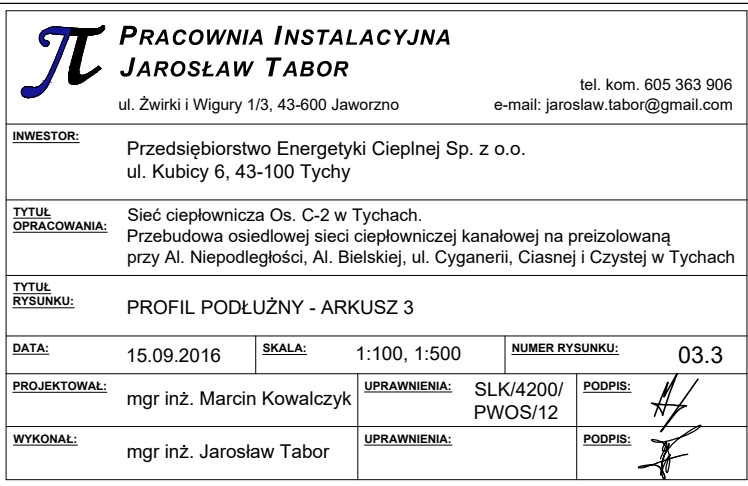 PRACOWNIA INSTALACYJNA
JAROSŁAW TABOR
tel. kom. 605 363 906
ul. Żwirki i Wigury 1/3, 43-600 Jaworzno e-mail: jaroslaw.tabor@gmail.com
INWESTOR:
Przedsiębiorstwo Energetyki Cieplnej Sp. z o.o.
ul. Kubicy 6, 43-100 Tychy
TYTUŁ
OPRACOWANIA:
Sieć ciepłownicza Os. C-2 w Tychach.
Przebudowa osiedlowej sieci ciepłowniczej kanałowej na preizolowaną
przy Al. Niepodległości, Al. Bielskiej, ul. Cyganerii, Ciasnej i Czystej w Tychach
TYTUŁ
RYSUNKU:
PROFIL PODŁUŻNY - ARKUSZ 3
DATA: 15.09.2016 SKALA: 1:100, 1:500 NUMER RYSUNKU: 03.3
PROJEKTOWAŁ: mgr inż. Marcin Kowalczyk UPRAWNIENIA: SLK/4200/
PWOS/12
PODPIS:
WYKONAŁ: mgr inż. Jarosław Tabor UPRAWNIENIA: PODPIS: